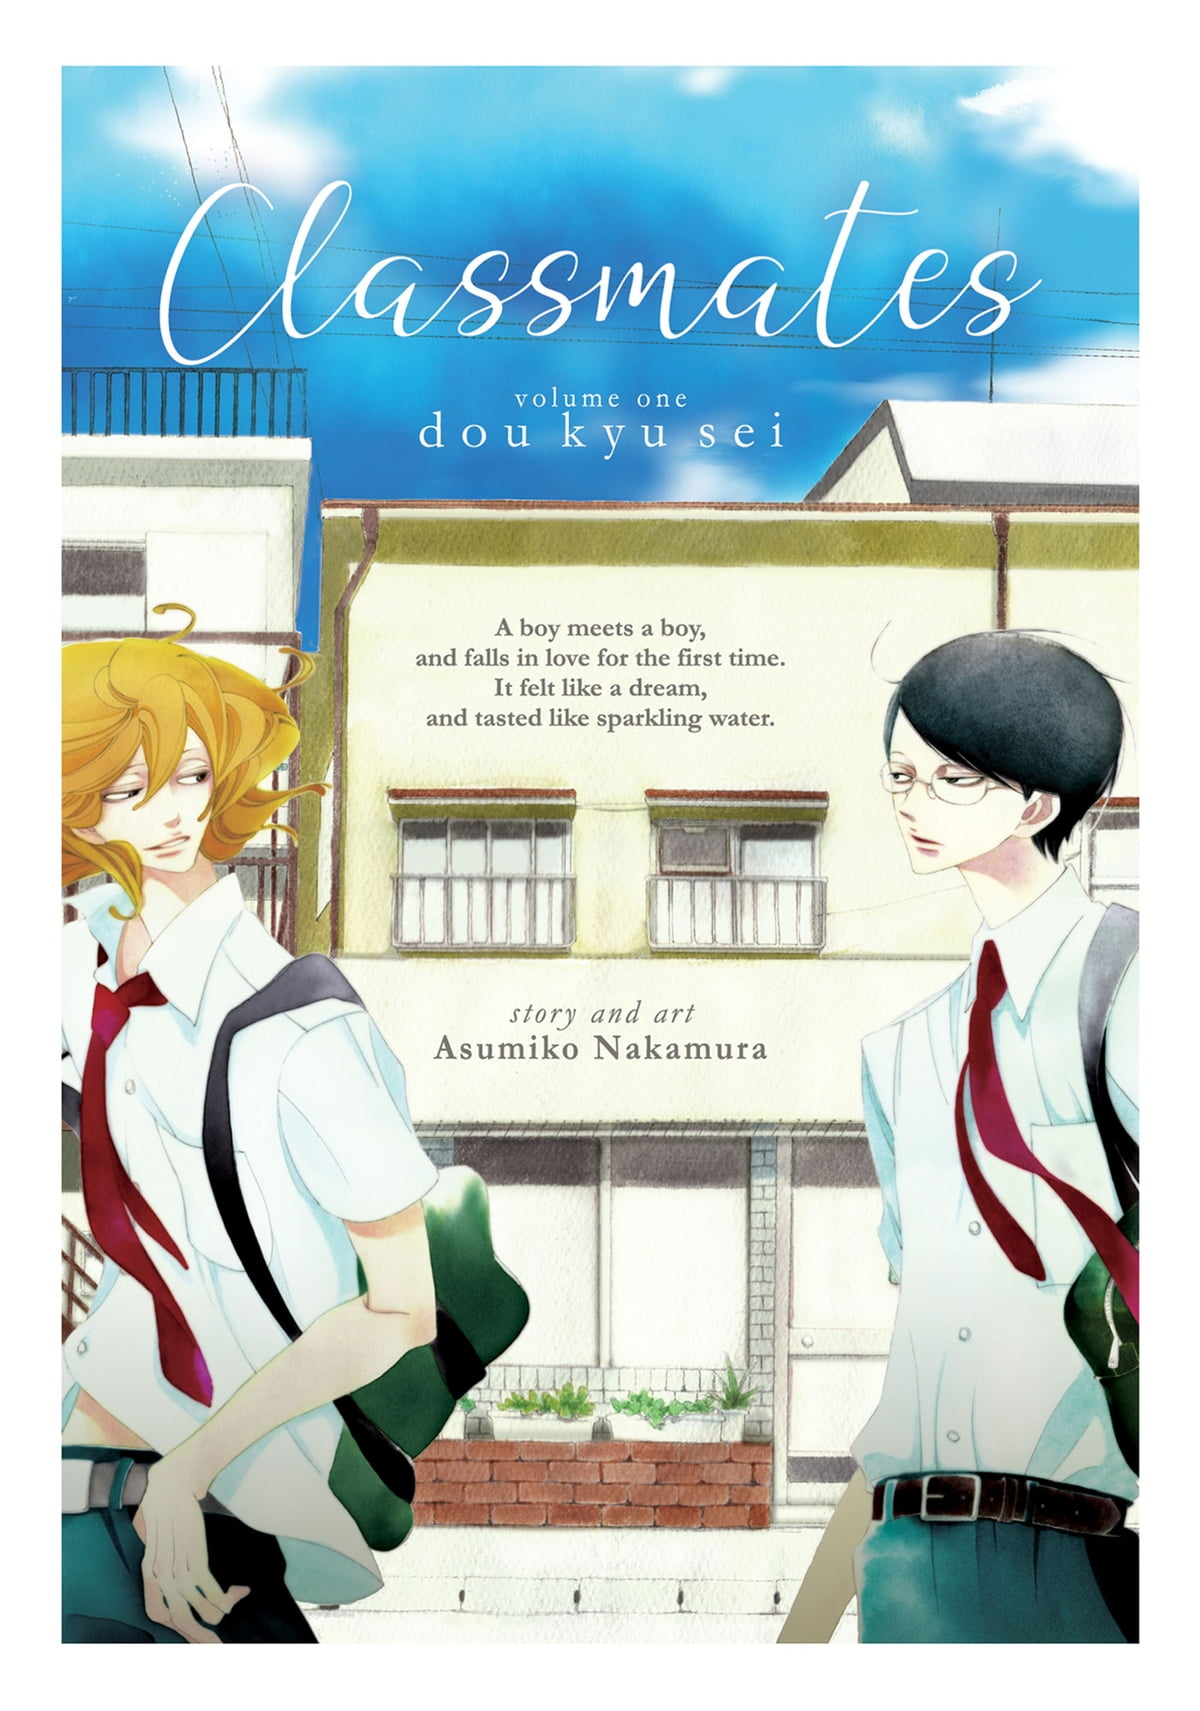 Classmates
volume one
dou kyu sei
A boy meets a boy,
and falls in love for the first time.
It felt like a dream,
and tasted like sparkling water.
story and art
Asumiko Nakamura